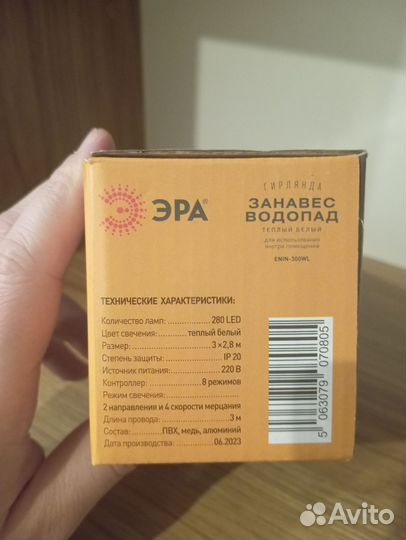 ЭРА®
ГИРЛЯНДА
ЗАНАВЕС
ВОДОПАД
ТЕПЛЫЙ БЕЛЫЙ
для использования
внутри помещения
ENIN-300WL
ТЕХНИЧЕСКИЕ ХАРАКТЕРИСТИКИ:
Количество ламп: 280 LED
Цвет свечения: теплый белый
Размер: 3×2,8 м
Степень защиты: IP 20
Источник питания: 220 В
Контроллер: 8 режимов
Режим свечения:
2 направления и 4 скорости мерцания
Длина провода: 3 м
Состав: ПВХ, медь, алюминий
Дата производства: 06.2023
5 063079 070805
Avito